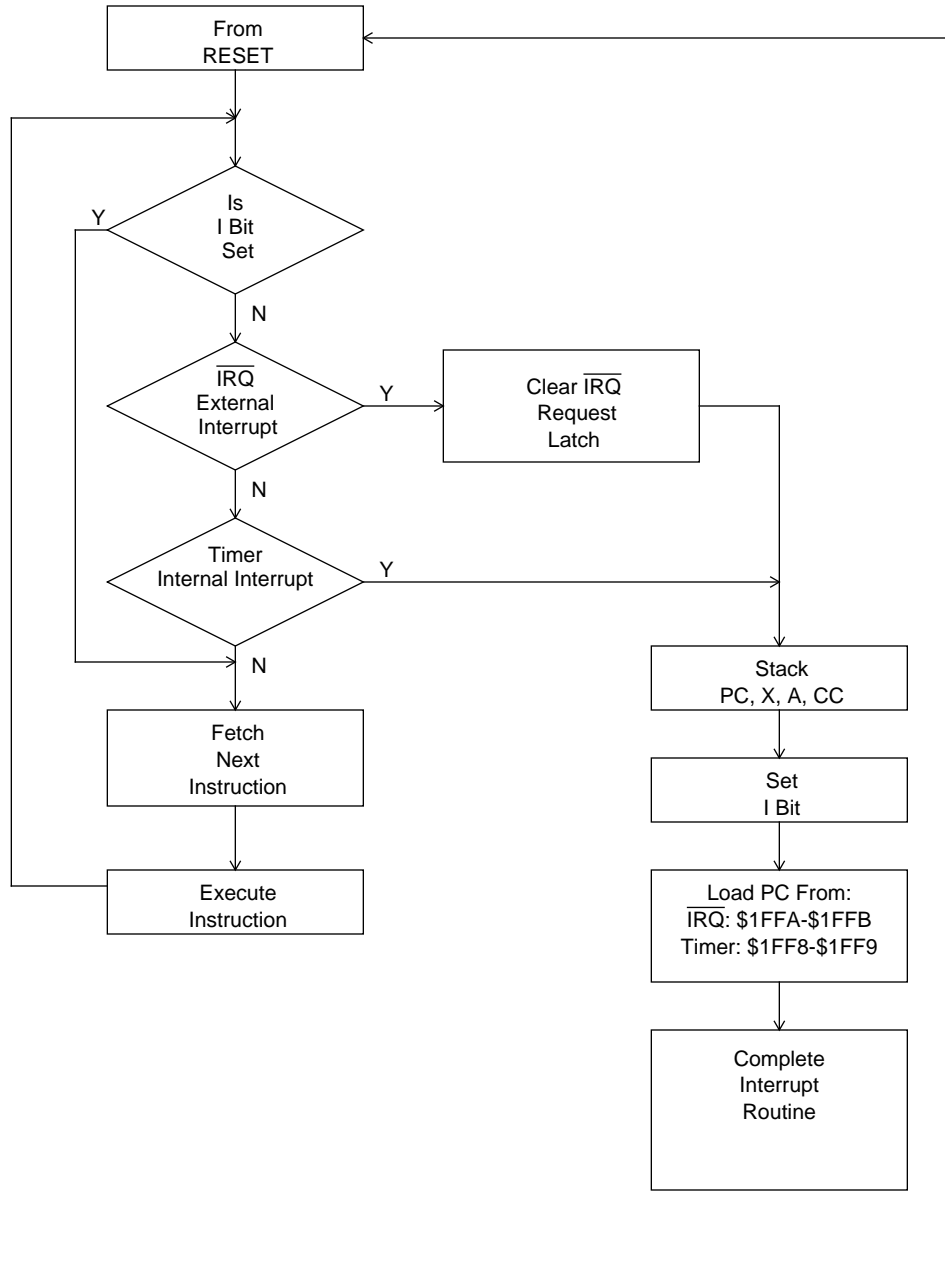 From
RESET
Y
Is
I Bit
Set
N
IRQ
External
Interrupt
Y
Clear IRQ
Request
Latch
N
Timer
Internal Interrupt
Y
N
Stack
PC, X, A, CC
Fetch
Next
Instruction
Set
I Bit
Execute
Instruction
Load PC From:
IRQ: $1FFA-$1FFB
Timer: $1FF8-$1FF9
Complete
Interrupt
Routine